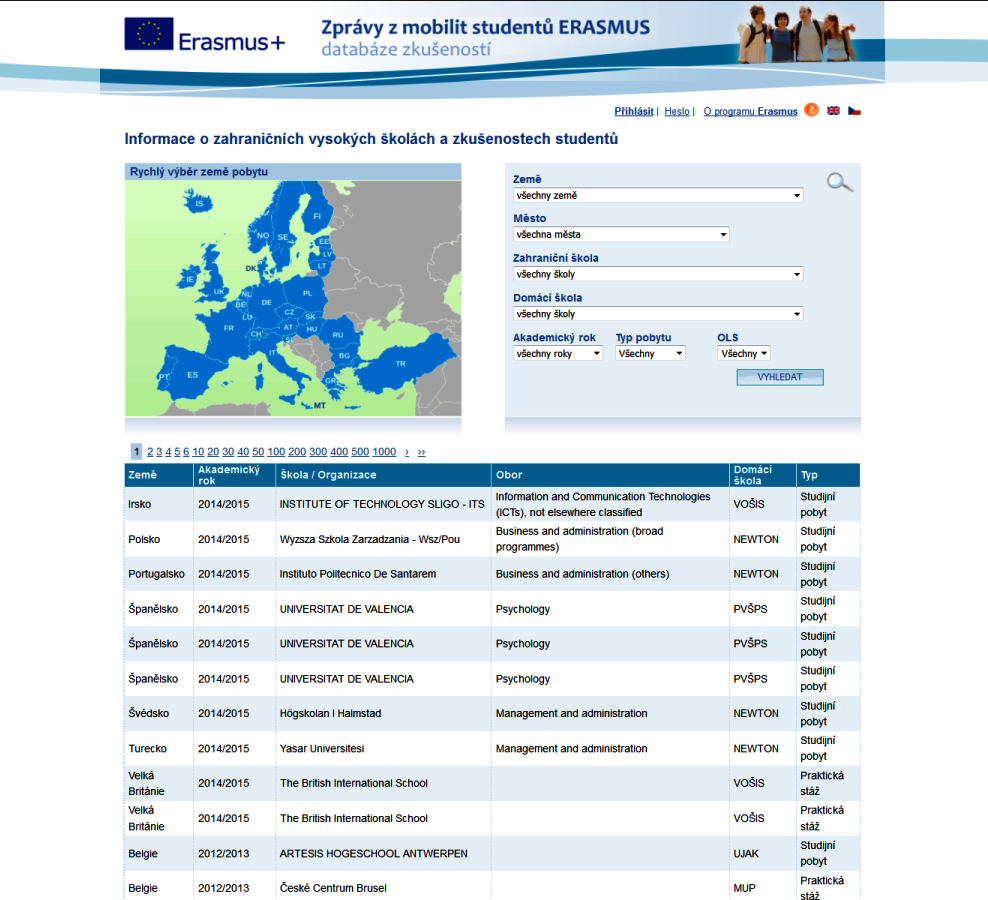 Erasmus+
Zprávy z mobilit studentů ERASMUS
databáze zkušeností
Přihlásit | Heslo | O programu Erasmus ?
Informace o zahraničních vysokých školách a zkušenostech studentů
Rychlý výběr země pobytu
IS
FI
NO
SE
EE
LV
LT
DK
IE
UK
NL
BE
DE
PL
LU
CZ
SK
FR
CH
AT
HU
RU
IT
BG
PT
ES
GR
TR
MT
Země
všechny země
Město
všechna města
Zahraniční škola
všechny školy
Domácí škola
všechny školy
Akademický rok Typ pobytu OLS
všechny roky Všechny Všechny
VYHLEDAT
1 2 3 4 5 6 10 20 30 40 50 100 200 300 400 500 1000 › ››
Země Akademický rok Škola / Organizace Obor Domácí škola Typ
Irsko 2014/2015 INSTITUTE OF TECHNOLOGY SLIGO - ITS Information and Communication Technologies (ICTs), not elsewhere classified VOŠIS Studijní pobyt
Polsko 2014/2015 Wyzsza Szkola Zarzadzania - Wsz/Pou Business and administration (broad programmes) NEWTON Studijní pobyt
Portugalsko 2014/2015 Instituto Politecnico De Santarem Business and administration (others) NEWTON Studijní pobyt
Španělsko 2014/2015 UNIVERSITAT DE VALENCIA Psychology PVŠPS Studijní pobyt
Španělsko 2014/2015 UNIVERSITAT DE VALENCIA Psychology PVŠPS Studijní pobyt
Španělsko 2014/2015 UNIVERSITAT DE VALENCIA Psychology PVŠPS Studijní pobyt
Švédsko 2014/2015 Högskolan I Halmstad Management and administration NEWTON Studijní pobyt
Turecko 2014/2015 Yasar Universitesi Management and administration NEWTON Studijní pobyt
Velká Británie 2014/2015 The British International School VOŠIS Praktická stáž
Velká Británie 2014/2015 The British International School VOŠIS Praktická stáž
Belgie 2012/2013 ARTESIS HOGESCHOOL ANTWERPEN UJAK Studijní pobyt
Belgie 2012/2013 České Centrum Brusel MUP Praktická stáž